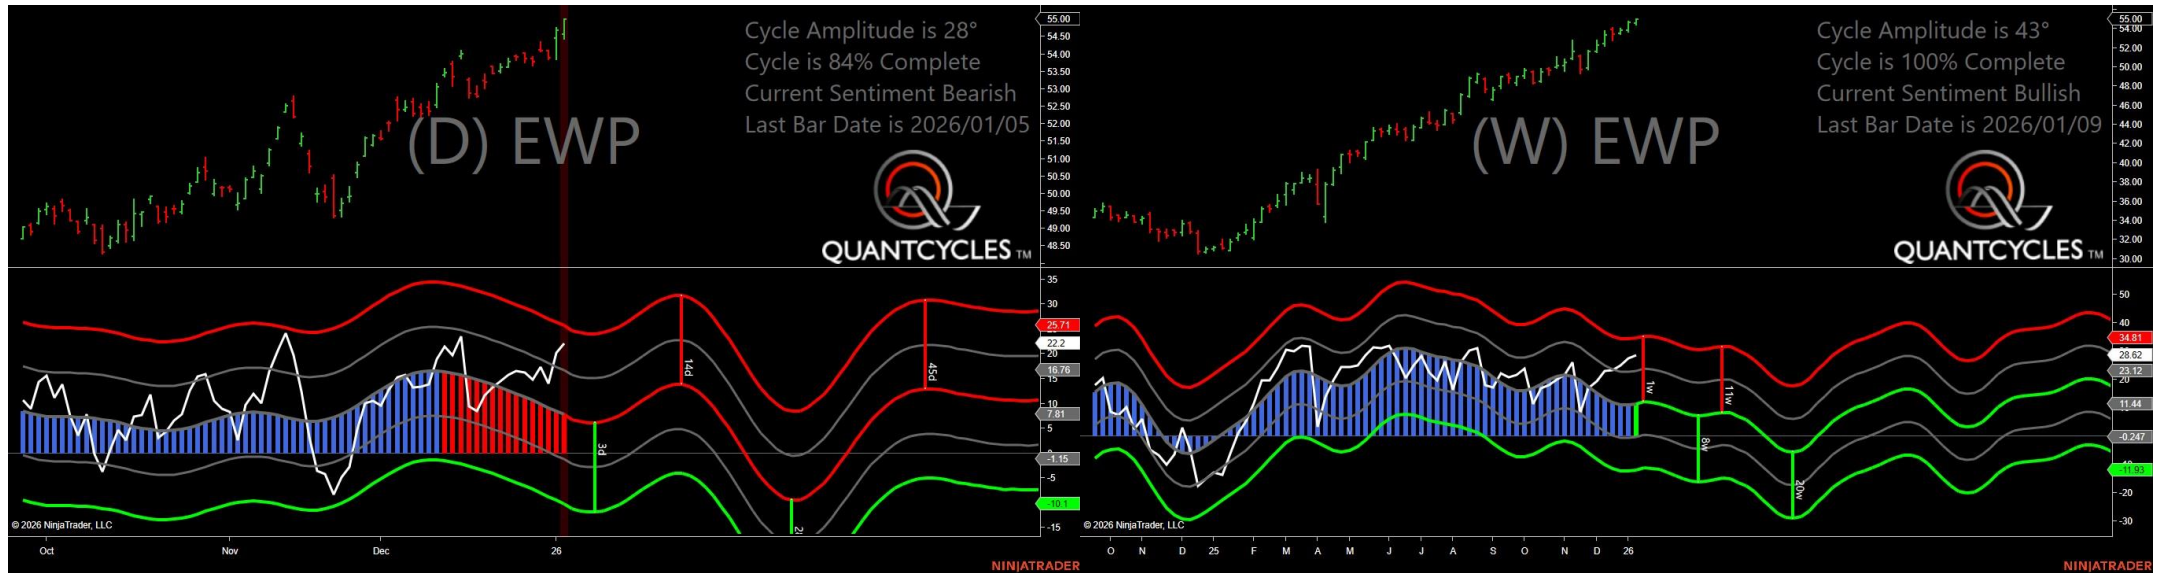 Cycle Amplitude is 28°
Cycle is 84% Complete
Current Sentiment Bearish
Last Bar Date is 2026/01/05
(D) EWP
QUANTCYCLES TM
55.00
54.50
54.00
53.50
53.00
52.50
52.00
51.50
51.00
50.50
50.00
49.50
49.00
48.50
35
30
25.71
22.2
20
16.76
15
10
7.81
5
-1.15
-5
-10.1
-15
3d
14d
45d
© 2026 NinjaTrader, LLC
Oct
Nov
Dec
26
NINJATRADER
Cycle Amplitude is 43°
Cycle is 100% Complete
Current Sentiment Bullish
Last Bar Date is 2026/01/09
(W) EWP
QUANTCYCLES TM
55.00
54.00
52.00
50.00
48.00
46.00
44.00
42.00
40.00
38.00
36.00
34.00
32.00
30.00
50
40
34.81
28.62
23.12
20
11.44
-0.247
-11.93
-20
-30
1w
8w
11w
20w
© 2026 NinjaTrader, LLC
O
N
D
25
F
M
A
M
J
J
A
S
O
N
D
26
NINJATRADER